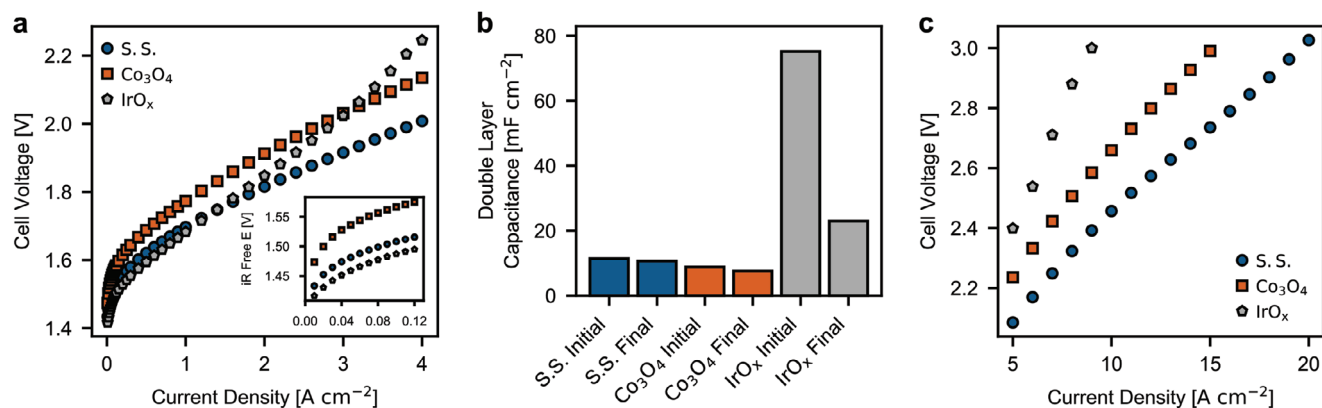 a
Cell Voltage [V]
2.2
2.0
1.8
1.6
1.4
S. S.
Co₃O₄
IrOₓ
iR Free E [V]
1.55
1.50
1.45
0.00
0.04
0.08
0.12
0
1
2
3
4
Current Density [A cm⁻²]
b
Double Layer
Capacitance [mF cm⁻²]
80
60
40
20
0
S.S. Initial
S.S. Final
Co₃O₄ Initial
Co₃O₄ Final
IrOₓ Initial
IrOₓ Final
c
Cell Voltage [V]
3.0
2.8
2.6
2.4
2.2
S. S.
Co₃O₄
IrOₓ
5
10
15
20
Current Density [A cm⁻²]